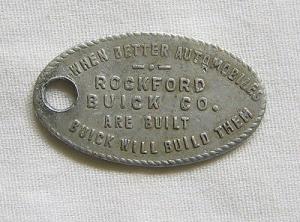 WHEN BETTER AUTOMOBILES
ROCKFORD
BUICK CO.
ARE BUILT
BUICK WILL BUILD THEM